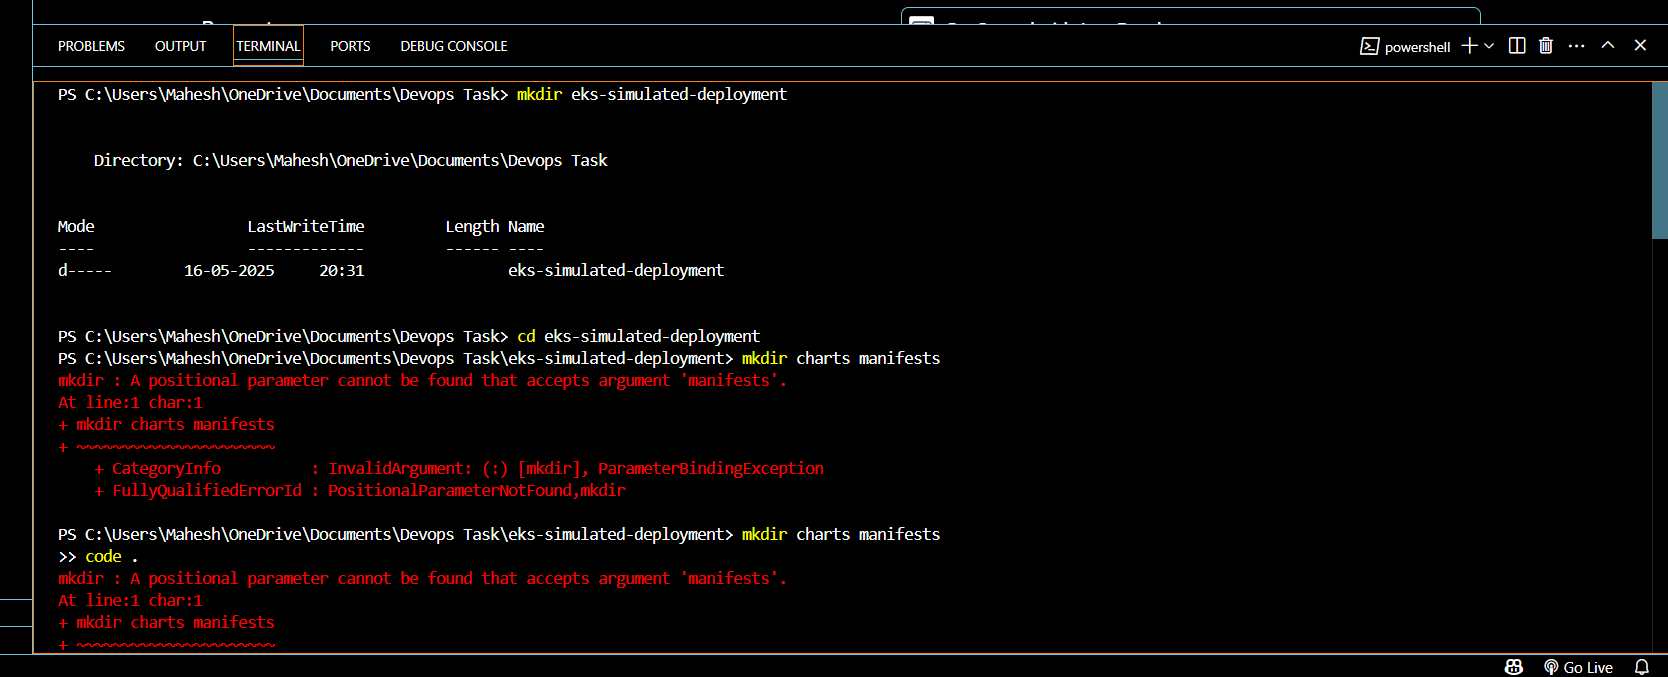 PROBLEMS OUTPUT TERMINAL PORTS DEBUG CONSOLE powershell
PS C:\Users\Mahesh\OneDrive\Documents\Devops Task> mkdir eks-simulated-deployment
Directory: C:\Users\Mahesh\OneDrive\Documents\Devops Task
Mode LastWriteTime Length Name
---- ------------- ------ ----
d----- 16-05-2025 20:31 eks-simulated-deployment
PS C:\Users\Mahesh\OneDrive\Documents\Devops Task> cd eks-simulated-deployment
PS C:\Users\Mahesh\OneDrive\Documents\Devops Task\eks-simulated-deployment> mkdir charts manifests
mkdir : A positional parameter cannot be found that accepts argument 'manifests'.
At line:1 char:1
+ mkdir charts manifests
+ ~~~~~~~~~~~~~~~~~~~~~~
+ CategoryInfo : InvalidArgument: (:) [mkdir], ParameterBindingException
+ FullyQualifiedErrorId : PositionalParameterNotFound,mkdir
PS C:\Users\Mahesh\OneDrive\Documents\Devops Task\eks-simulated-deployment> mkdir charts manifests
>> code .
mkdir : A positional parameter cannot be found that accepts argument 'manifests'.
At line:1 char:1
+ mkdir charts manifests
+ ~~~~~~~~~~~~~~~~~~~~~~
Go Live